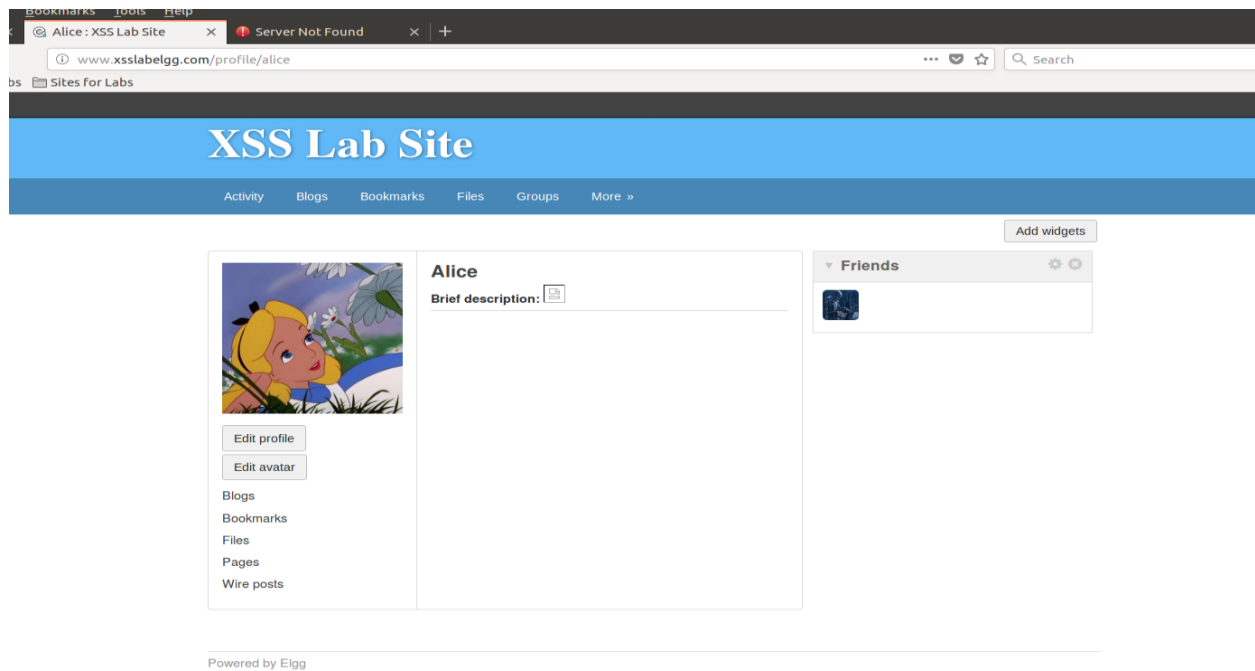 Bookmarks Tools Help
Alice : XSS Lab Site Server Not Found
www.xsslabelgg.com/profile/alice Search
bs Sites for Labs
XSS Lab Site
Activity Blogs Bookmarks Files Groups More »
Add widgets
Alice Friends
Brief description:
Edit profile
Edit avatar
Blogs
Bookmarks
Files
Pages
Wire posts
Powered by Elgg